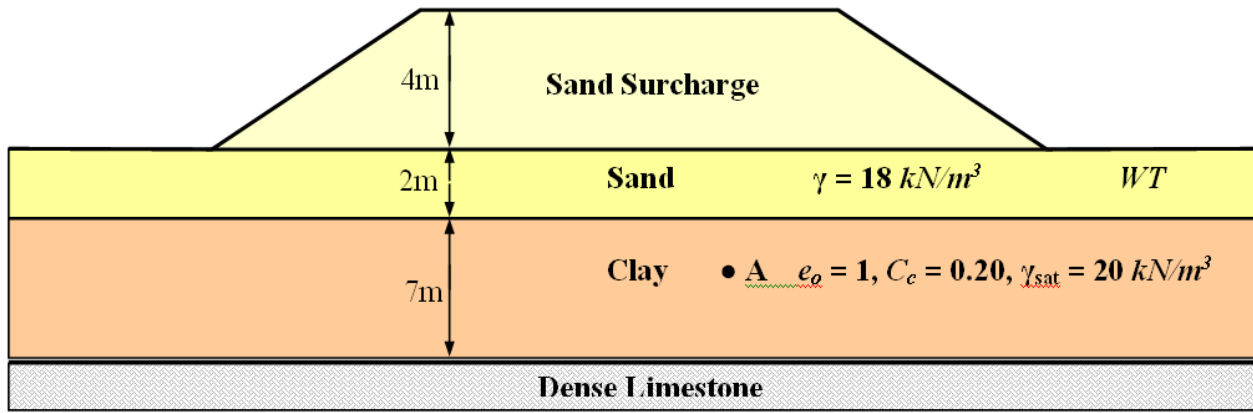 4m
Sand Surcharge
2m
Sand γ = 18 kN/m³ WT
Clay • A eₒ = 1, C꜀ = 0.20, γsat = 20 kN/m³
7m
Dense Limestone